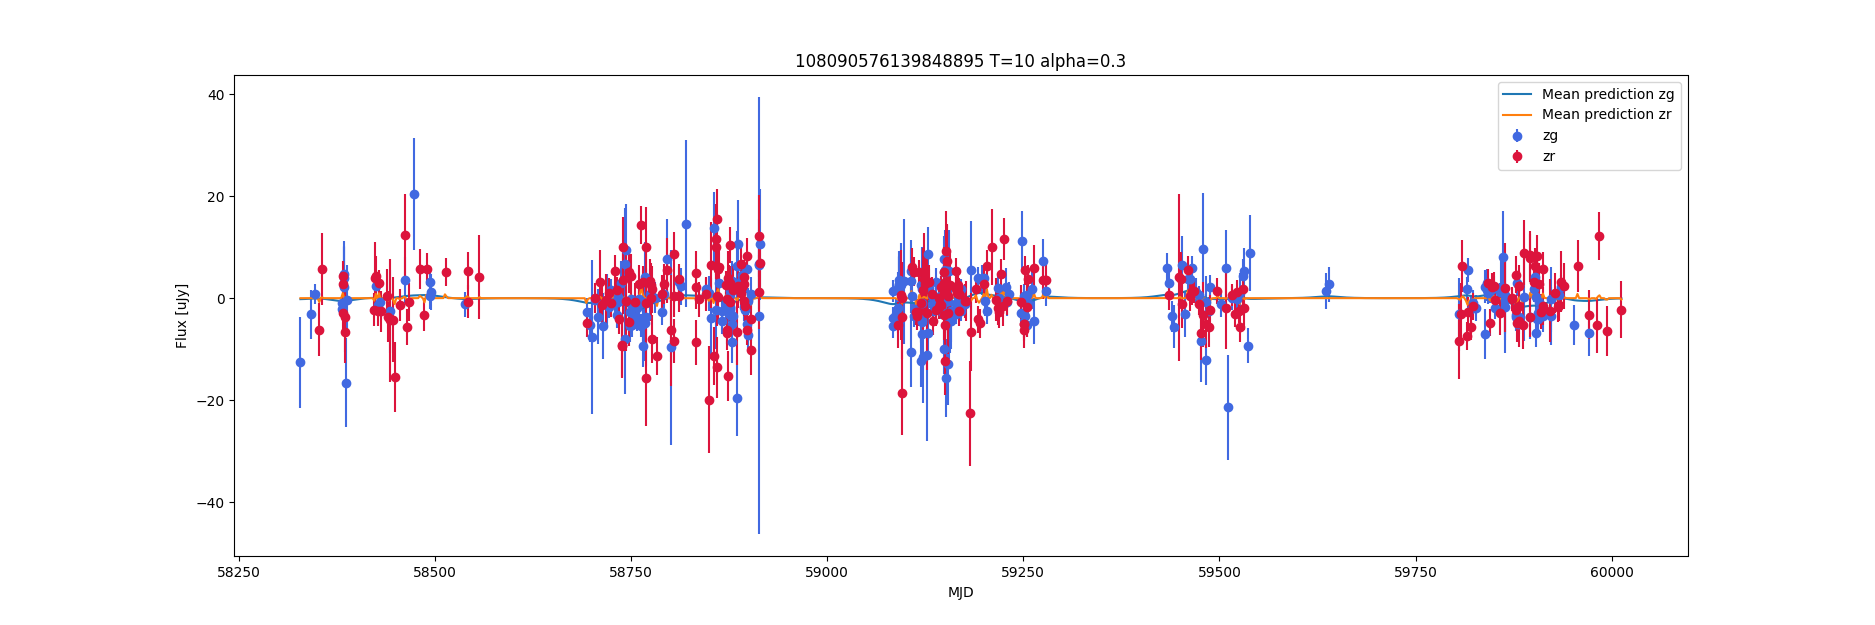 108090576139848895 T=10 alpha=0.3
Mean prediction zg
Mean prediction zr
zg
zr
40
20
0
−20
−40
Flux [uJy]
58250 58500 58750 59000 59250 59500 59750 60000
MJD